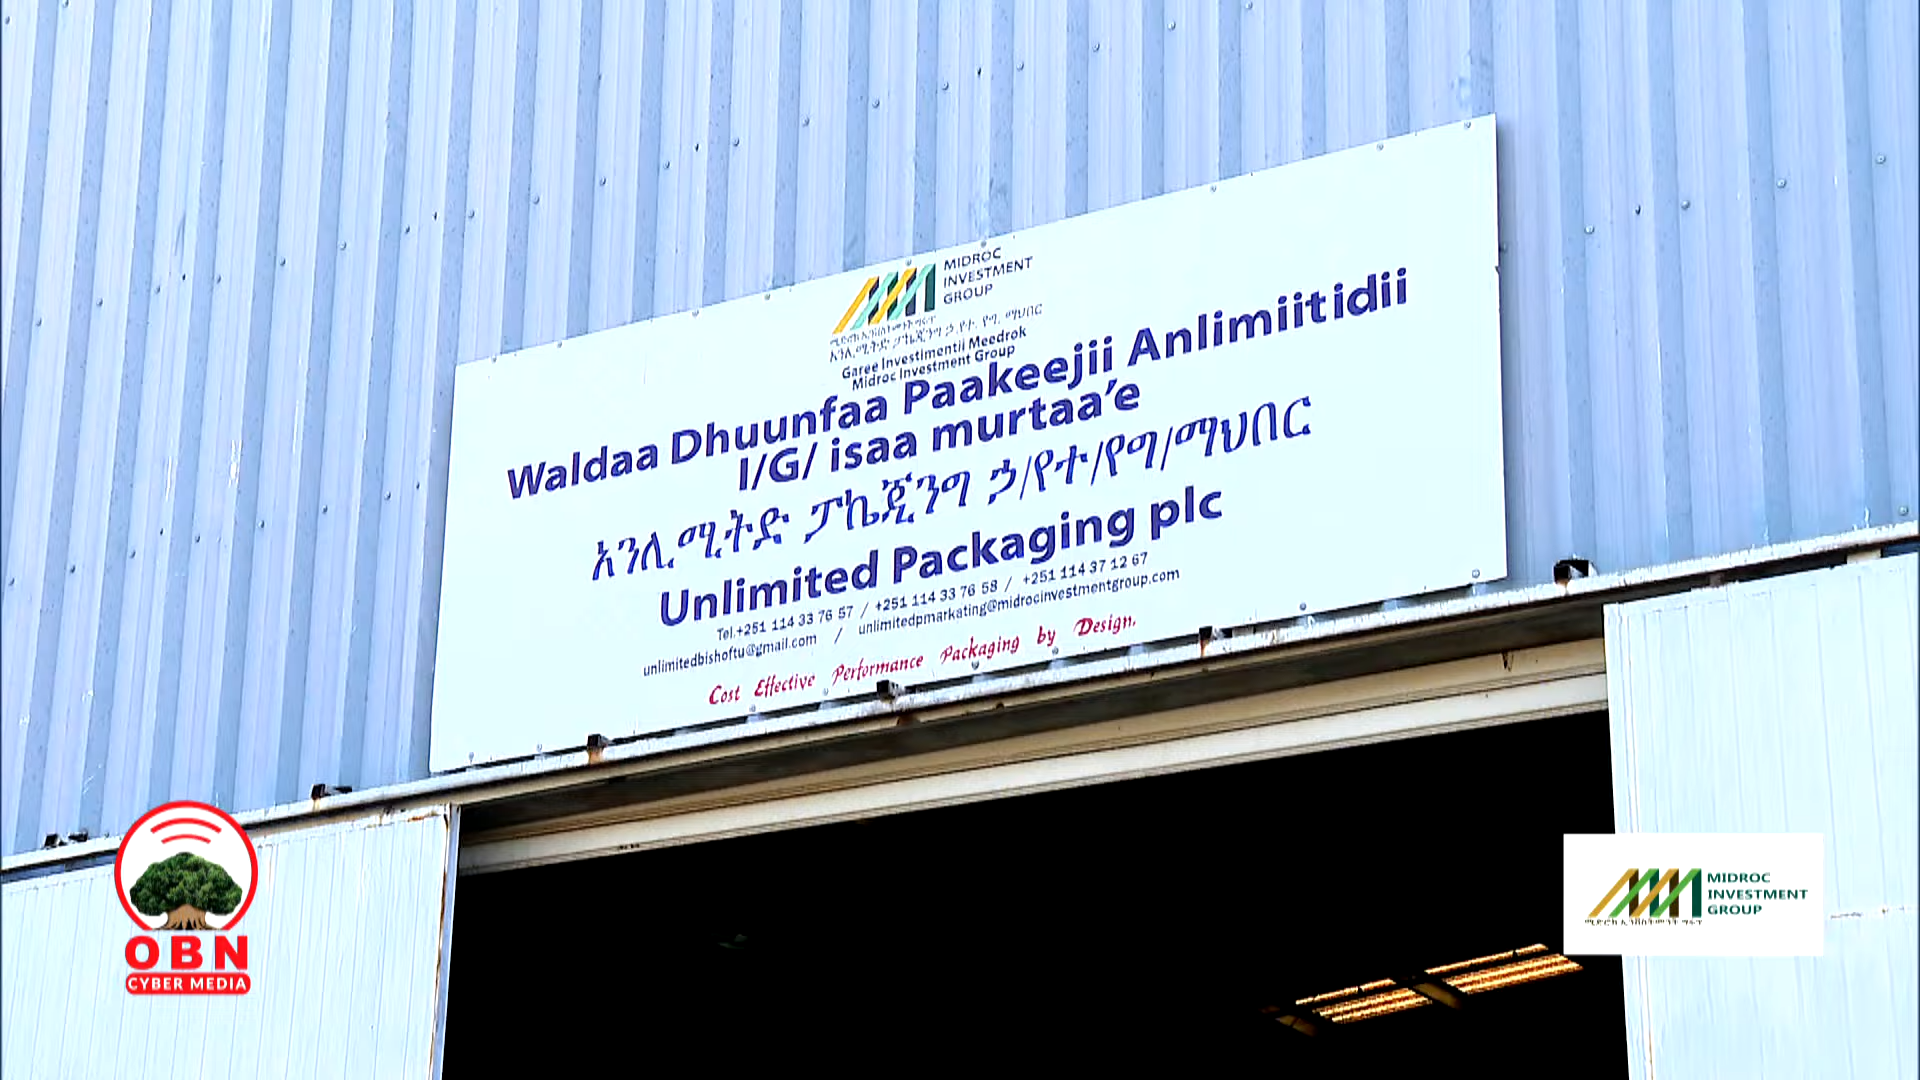 MIDROC
INVESTMENT
GROUP
Garee Investimentii Meedrok
Midroc Investment Group
Waldaa Dhuunfaa Paakeejii Anlimiitidii
I/G/ isaa murtaa'e
አንሊሚትድ ፓኬጂንግ ኃ/የተ/የግ/ማህበር
Unlimited Packaging plc
Tel.+251 114 33 76 57 / +251 114 33 76 58 / +251 114 37 12 67
unlimitedbishoftu@gmail.com / unlimitedpmarkating@midrocinvestmentgroup.com
Cost Effective Performance Packaging by Design.
OBN
CYBER MEDIA
MIDROC
INVESTMENT
GROUP